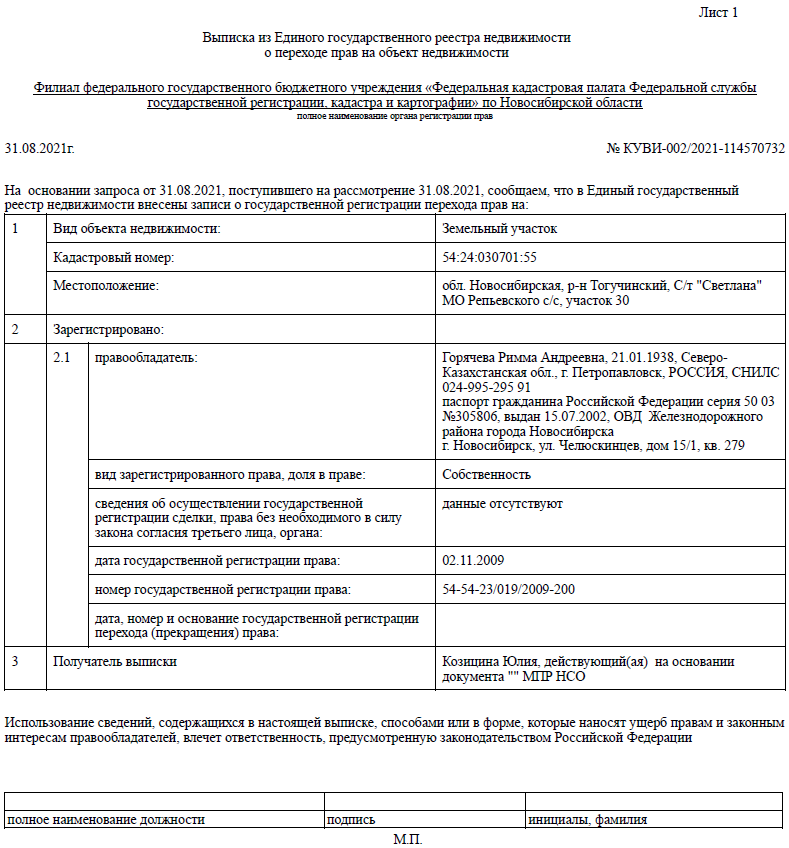 Лист 1
Выписка из Единого государственного реестра недвижимости
о переходе прав на объект недвижимости
Филиал федерального государственного бюджетного учреждения «Федеральная кадастровая палата Федеральной службы
государственной регистрации, кадастра и картографии» по Новосибирской области
полное наименование органа регистрации прав
31.08.2021г.
№ КУВИ-002/2021-114570732
На основании запроса от 31.08.2021, поступившего на рассмотрение 31.08.2021, сообщаем, что в Единый государственный
реестр недвижимости внесены записи о государственной регистрации перехода прав на:
1 Вид объекта недвижимости: Земельный участок
Кадастровый номер: 54:24:030701:55
Местоположение: обл. Новосибирская, р-н Тогучинский, С/т "Светлана"
МО Репьевского с/с, участок 30
2 Зарегистрировано:
2.1 правообладатель: Горячева Римма Андреевна, 21.01.1938, Северо-
Казахстанская обл., г. Петропавловск, РОССИЯ, СНИЛС
024-995-295 91
паспорт гражданина Российской Федерации серия 50 03
№305806, выдан 15.07.2002, ОВД Железнодорожного
района города Новосибирска
г. Новосибирск, ул. Челюскинцев, дом 15/1, кв. 279
вид зарегистрированного права, доля в праве: Собственность
сведения об осуществлении государственной данные отсутствуют
регистрации сделки, права без необходимого в силу
закона согласия третьего лица, органа:
дата государственной регистрации права: 02.11.2009
номер государственной регистрации права: 54-54-23/019/2009-200
дата, номер и основание государственной регистрации
перехода (прекращения) права:
3 Получатель выписки Козицина Юлия, действующий(ая) на основании
документа "" МПР НСО
Использование сведений, содержащихся в настоящей выписке, способами или в форме, которые наносят ущерб правам и законным
интересам правообладателей, влечет ответственность, предусмотренную законодательством Российской Федерации
полное наименование должности подпись инициалы, фамилия
М.П.